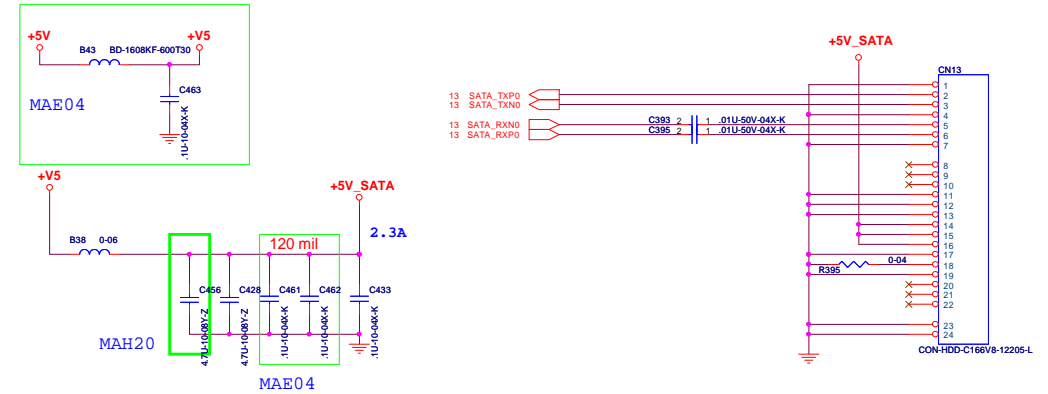 +5V
+V5
B43
BD-1608KF-600T30
C463
.1U-10-04X-K
MAE04
+V5
B38
0-06
+5V_SATA
2.3A
120 mil
C456
4.7U-10-08Y-Z
C428
4.7U-10-08Y-Z
C461
.1U-10-04X-K
C462
.1U-10-04X-K
C433
.1U-10-04X-K
MAH20
MAE04
+5V_SATA
CN13
13 SATA_TXP0
13 SATA_TXN0
13 SATA_RXN0
13 SATA_RXP0
C393 2 1 .01U-50V-04X-K
C395 2 1 .01U-50V-04X-K
1
2
3
4
5
6
7
8
9
10
11
12
13
14
15
16
17
18
19
20
21
22
23
24
R395
0-04
CON-HDD-C166V8-12205-L